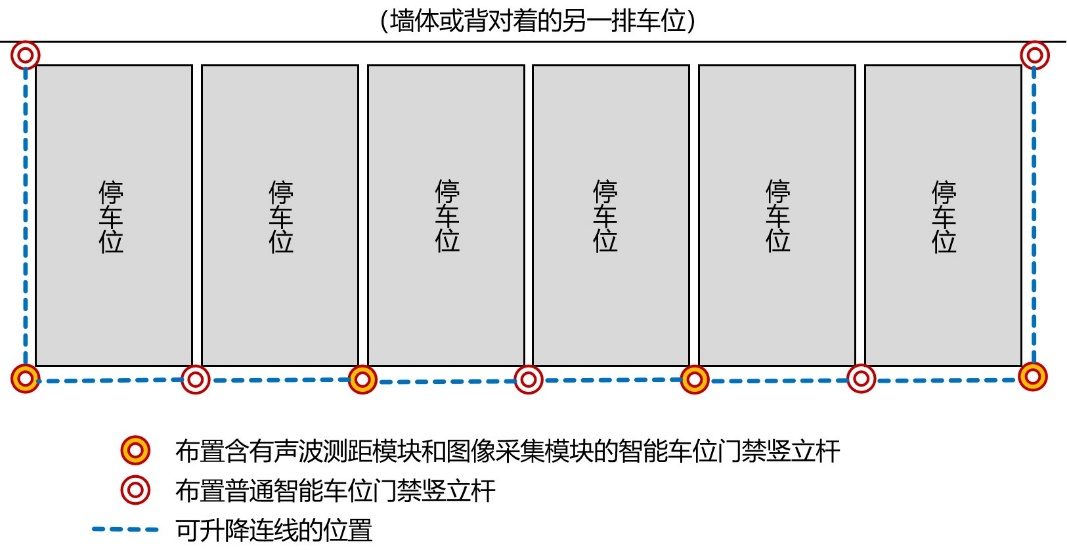 （墙体或背对着的另一排车位）
停车位
停车位
停车位
停车位
停车位
停车位
布置含有声波测距模块和图像采集模块的智能车位门禁竖立杆
布置普通智能车位门禁竖立杆
可升降连线的位置